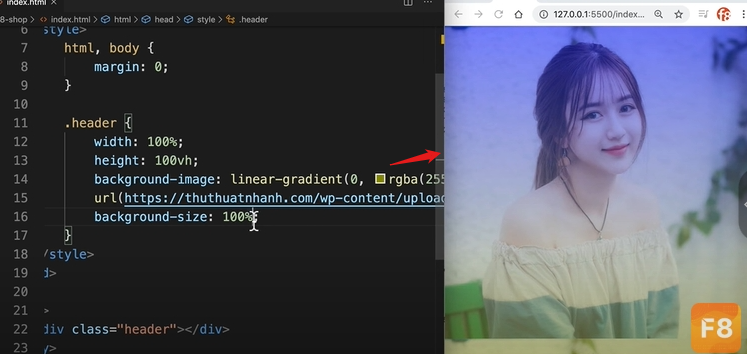 index.html
8-shop > index.html > html > head > style > .header
127.0.0.1:5500/index...
6 style>
7 html, body {
8 margin: 0;
9 }
10
11 .header {
12 width: 100%;
13 height: 100vh;
14 background-image: linear-gradient(0, rgba(255
15 url(https://thuthuatnhanh.com/wp-content/upload
16 background-size: 100%;
17 }
18 /style>
19 d>
20
21 >
22 div class="header"></div>
23 y>
F8